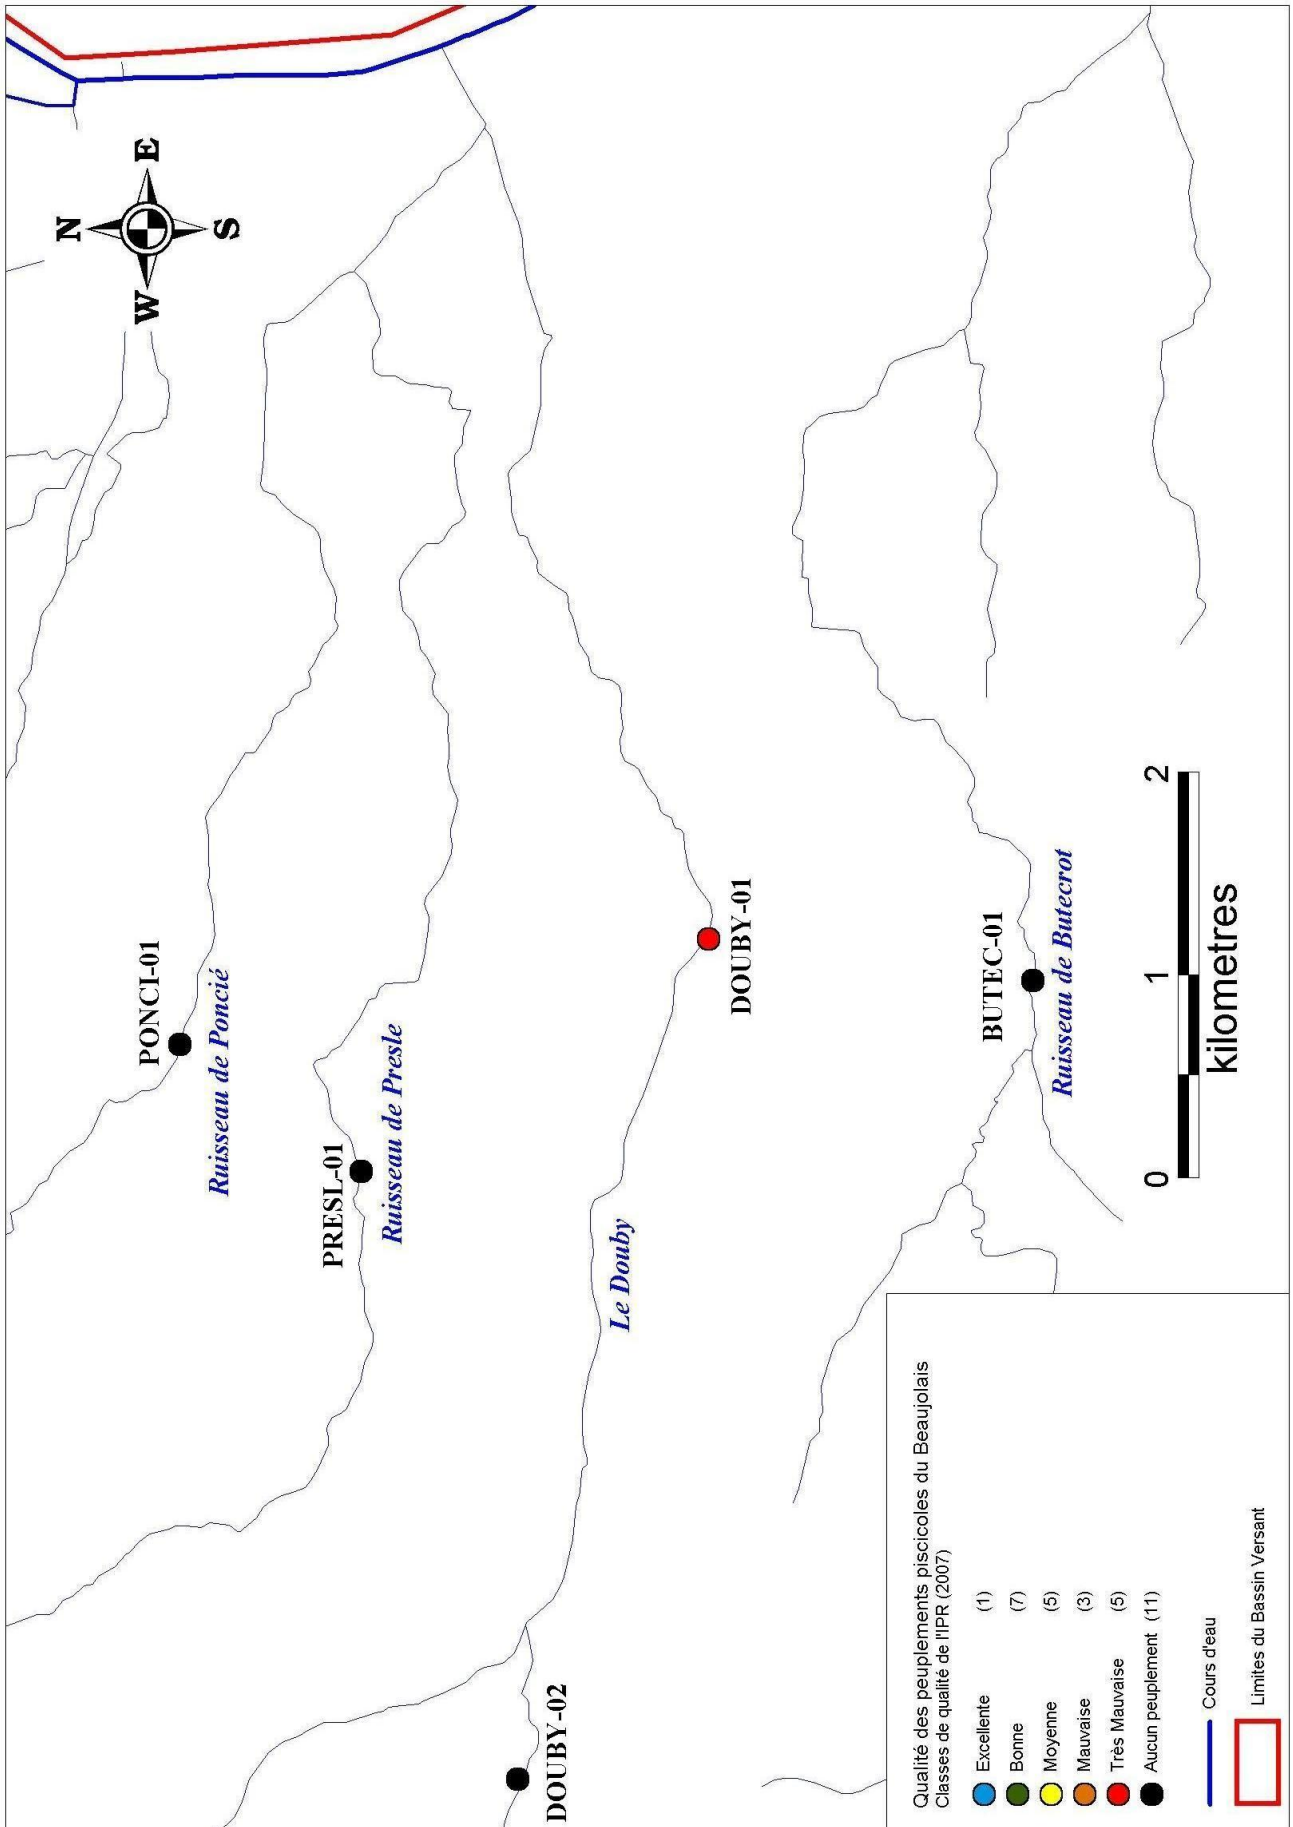 N
W
E
S
PONCI-01
Ruisseau de Poncié
PRESL-01
Ruisseau de Presle
Le Douby
DOUBY-01
DOUBY-02
BUTEC-01
Ruisseau de Butecrot
0 1 2
kilometres
Qualité des peuplements piscicoles du Beaujolais
Classes de qualité de l'IPR (2007)
Excellente (1)
Bonne (7)
Moyenne (5)
Mauvaise (3)
Très Mauvaise (5)
Aucun peuplement (11)
Cours d'eau
Limites du Bassin Versant